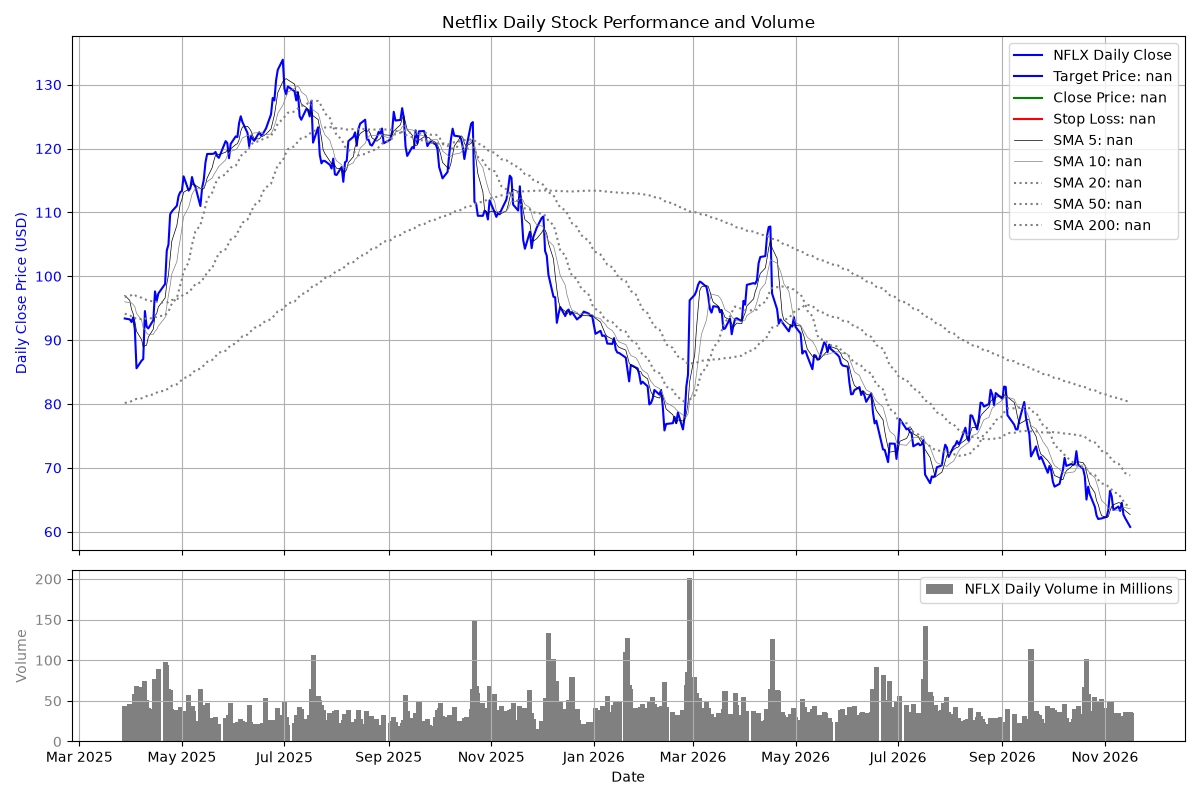 Netflix Daily Stock Performance and Volume
Daily Close Price (USD)
130
120
110
100
90
80
70
60
NFLX Daily Close
Target Price: nan
Close Price: nan
Stop Loss: nan
SMA 5: nan
SMA 10: nan
SMA 20: nan
SMA 50: nan
SMA 200: nan
Volume
200
150
100
50
0
NFLX Daily Volume in Millions
Mar 2025 May 2025 Jul 2025 Sep 2025 Nov 2025 Jan 2026 Mar 2026 May 2026 Jul 2026 Sep 2026 Nov 2026
Date